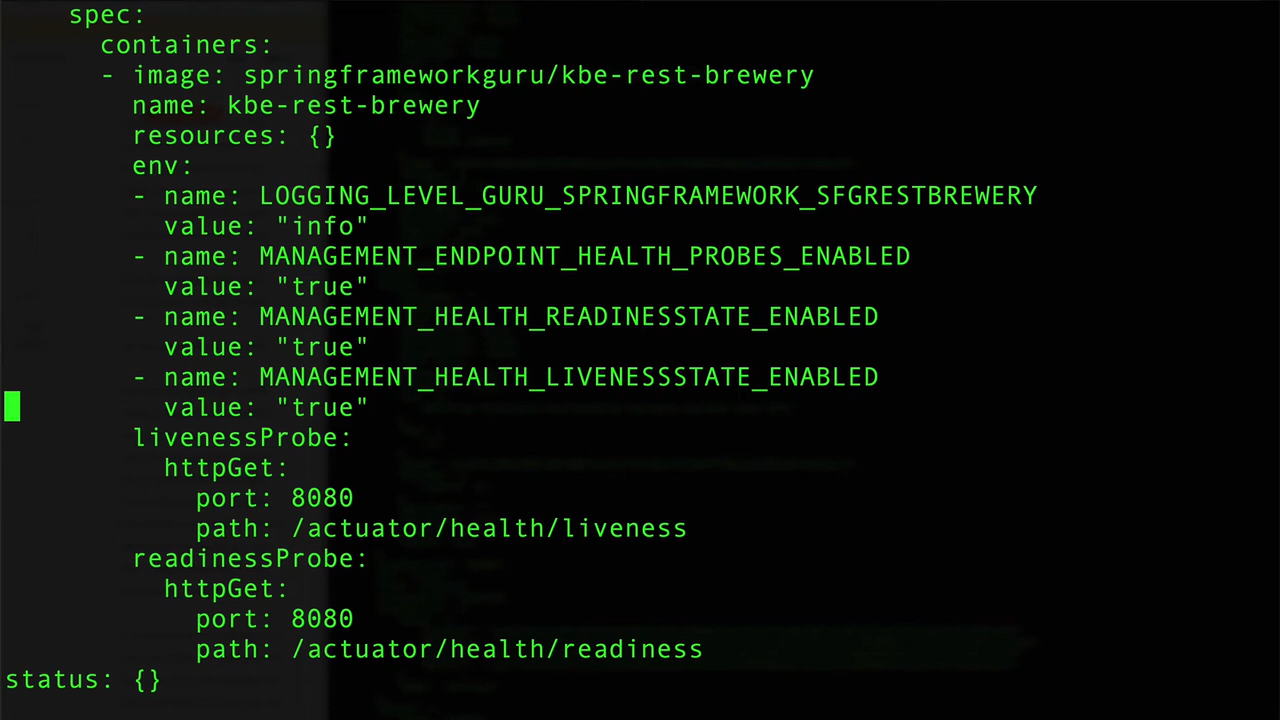 spec:
containers:
- image: springframeworkguru/kbe-rest-brewery
name: kbe-rest-brewery
resources: {}
env:
- name: LOGGING_LEVEL_GURU_SPRINGFRAMEWORK_SFGRESTBREWERY
value: "info"
- name: MANAGEMENT_ENDPOINT_HEALTH_PROBES_ENABLED
value: "true"
- name: MANAGEMENT_HEALTH_READINESSTATE_ENABLED
value: "true"
- name: MANAGEMENT_HEALTH_LIVENESSSTATE_ENABLED
value: "true"
livenessProbe:
httpGet:
port: 8080
path: /actuator/health/liveness
readinessProbe:
httpGet:
port: 8080
path: /actuator/health/readiness
status: {}